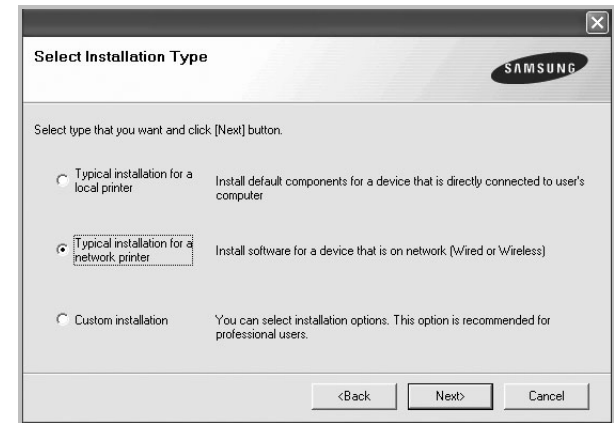 Select Installation Type
SAMSUNG
Select type that you want and click [Next] button.
Typical installation for a
local printer
Install default components for a device that is directly connected to user's
computer
Typical installation for a
network printer
Install software for a device that is on network (Wired or Wireless)
Custom installation
You can select installation options. This option is recommended for
professional users.
<Back
Next>
Cancel